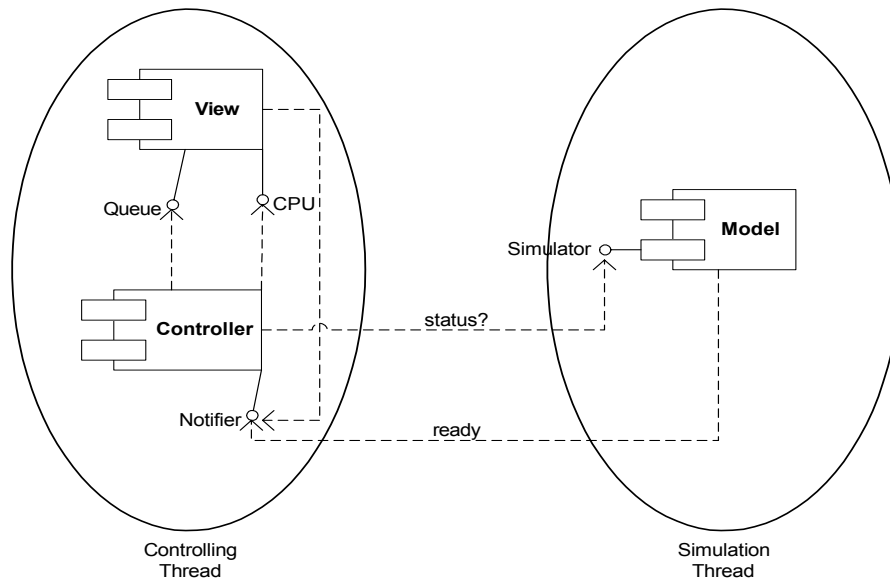 View
Queue
CPU
Simulator
Model
Controller
status?
Notifier
ready
Controlling
Thread
Simulation
Thread